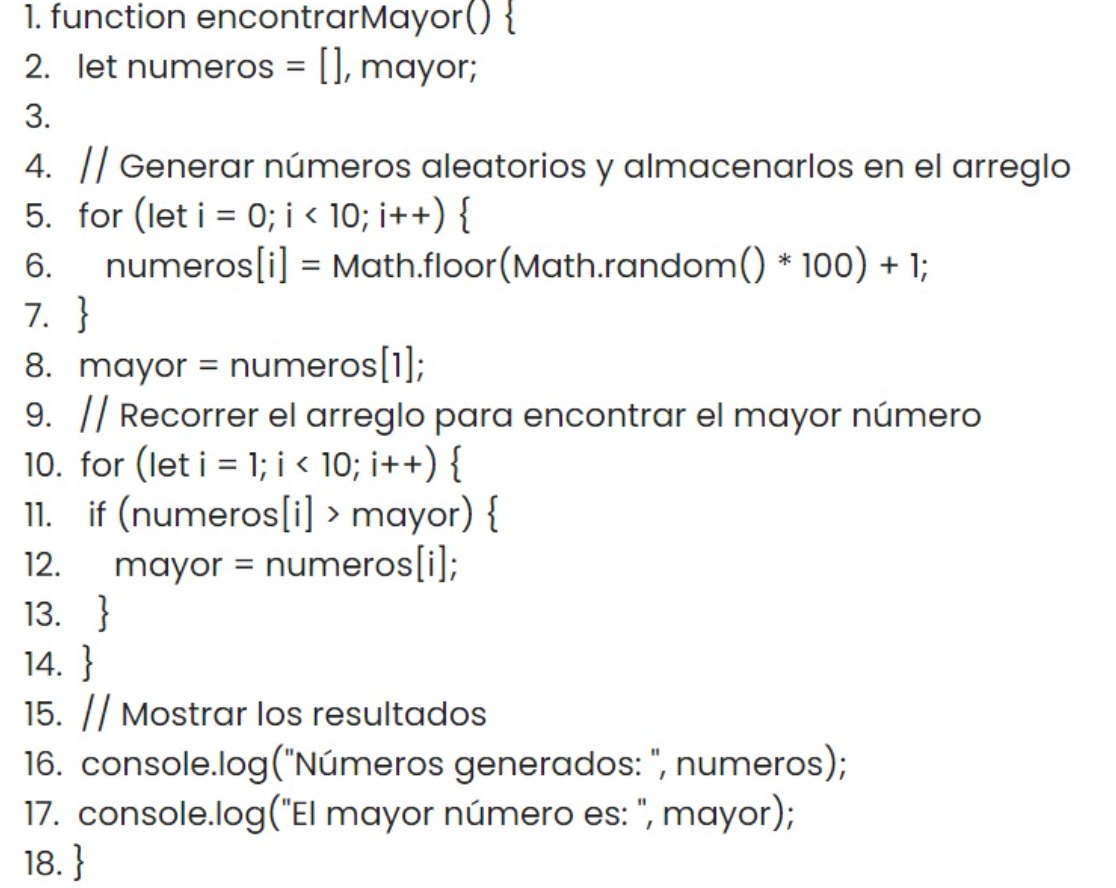 1. function encontrarMayor() {
2. let numeros = [], mayor;
3.
4. // Generar números aleatorios y almacenarlos en el arreglo
5. for (let i = 0; i < 10; i++) {
6. numeros[i] = Math.floor(Math.random() * 100) + 1;
7. }
8. mayor = numeros[1];
9. // Recorrer el arreglo para encontrar el mayor número
10. for (let i = 1; i < 10; i++) {
11. if (numeros[i] > mayor) {
12. mayor = numeros[i];
13. }
14. }
15. // Mostrar los resultados
16. console.log("Números generados: ", numeros);
17. console.log("El mayor número es: ", mayor);
18. }